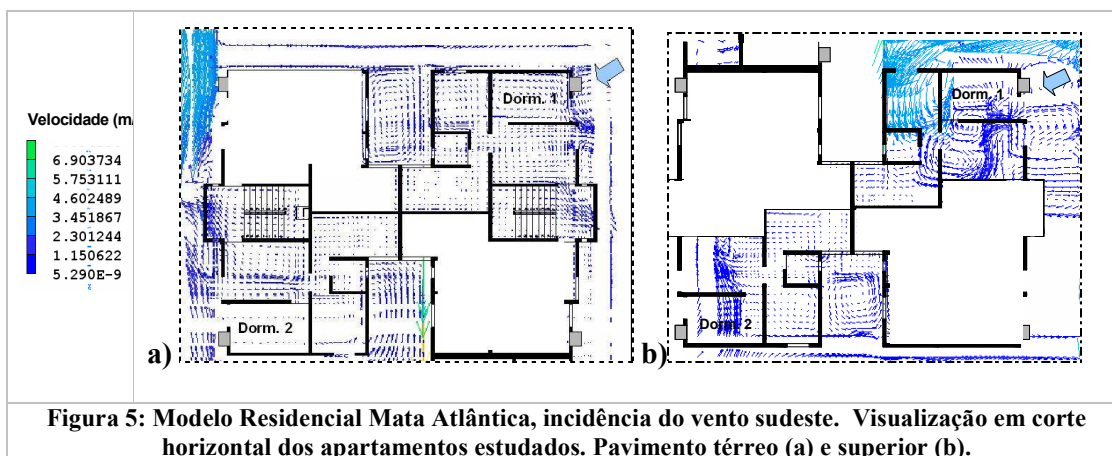 Velocidade (m/
6.903734
5.753111
4.602489
3.451867
2.301244
1.150622
5.290E-9
a)
Dorm. 1
Dorm. 2
b)
Dorm. 1
Dorm. 2
Figura 5: Modelo Residencial Mata Atlântica, incidência do vento sudeste. Visualização em corte
horizontal dos apartamentos estudados. Pavimento térreo (a) e superior (b).